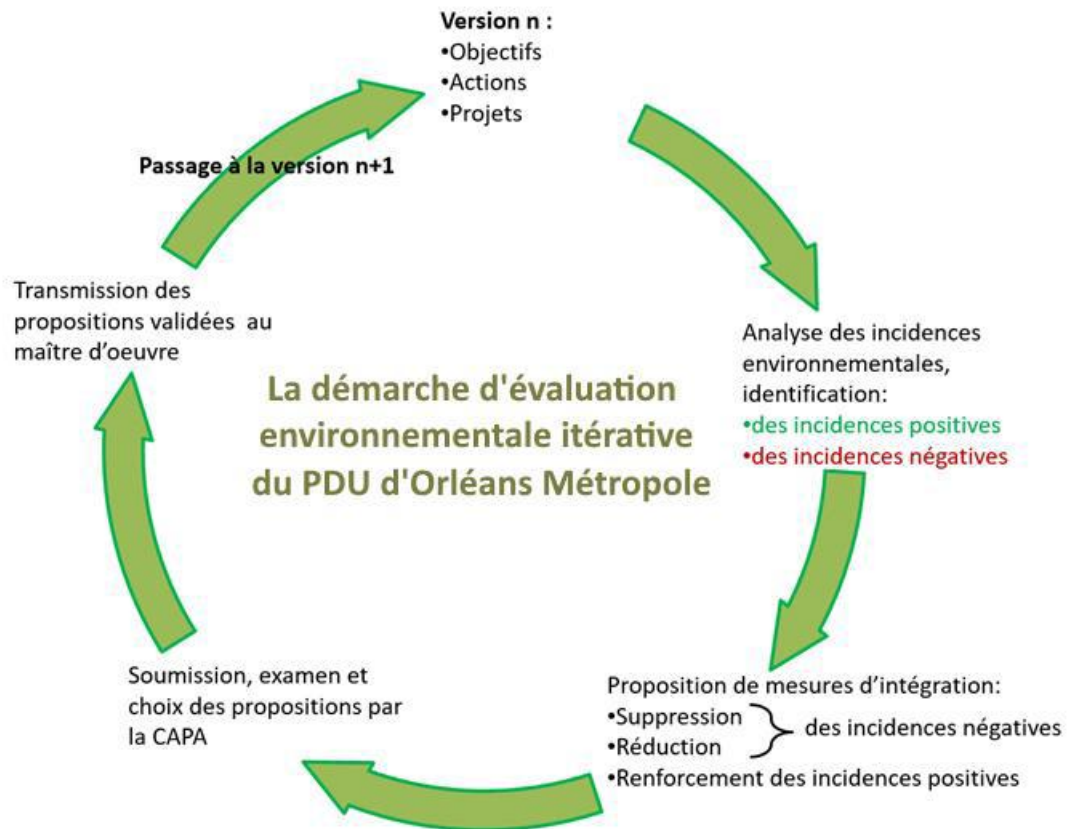 Version n :
•Objectifs
•Actions
•Projets
Passage à la version n+1
Transmission des
propositions validées au
maître d'oeuvre
Analyse des incidences
environnementales,
identification:
•des incidences positives
•des incidences négatives
La démarche d'évaluation
environnementale itérative
du PDU d'Orléans Métropole
Soumission, examen et
choix des propositions par
la CAPA
Proposition de mesures d'intégration:
•Suppression
•Réduction
des incidences négatives
•Renforcement des incidences positives